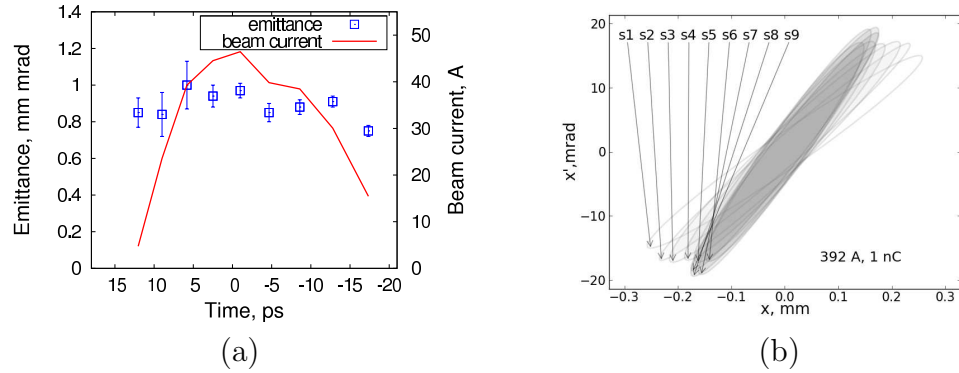 emittance
beam current
Emittance, mm mrad
1.4
1.2
1
0.8
0.6
0.4
0.2
0
15 10 5 0 -5 -10 -15 -20
Time, ps
50
40
30
20
10
0
Beam current, A
(a)
s1 s2 s3 s4 s5 s6 s7 s8 s9
x',mrad
20
10
0
−10
−20
392 A, 1 nC
−0.3 −0.2 −0.1 0.0 0.1 0.2 0.3
x, mm
(b)